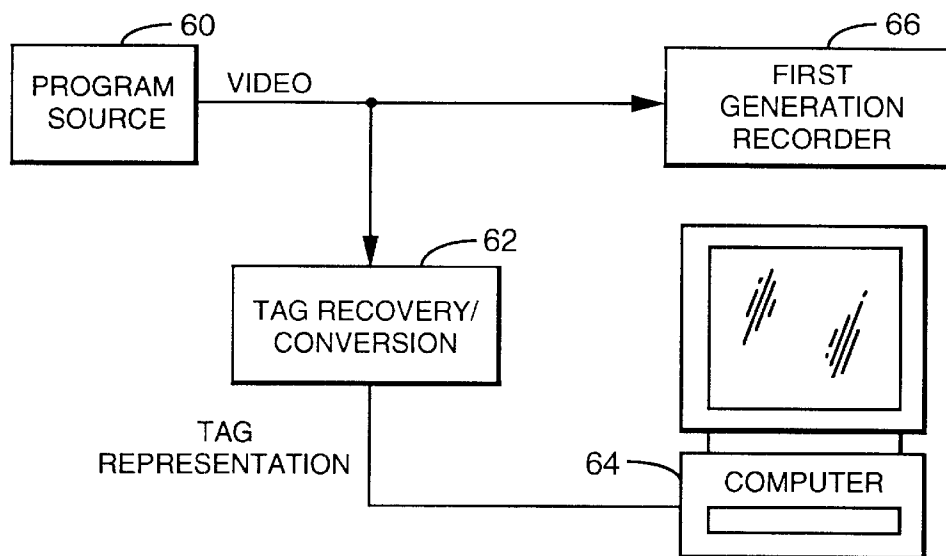 60
PROGRAM
SOURCE
VIDEO
66
FIRST
GENERATION
RECORDER
62
TAG RECOVERY/
CONVERSION
TAG
REPRESENTATION
64
COMPUTER